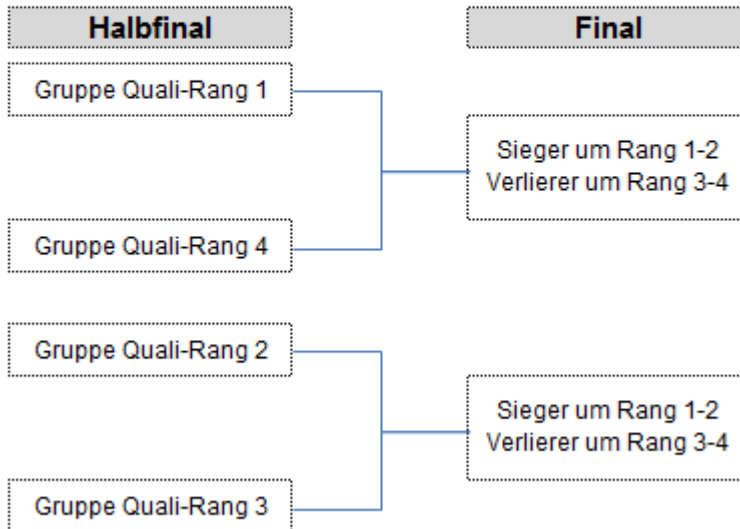 Halbfinal
Final
Gruppe Quali-Rang 1
Sieger um Rang 1-2
Verlierer um Rang 3-4
Gruppe Quali-Rang 4
Gruppe Quali-Rang 2
Sieger um Rang 1-2
Verlierer um Rang 3-4
Gruppe Quali-Rang 3